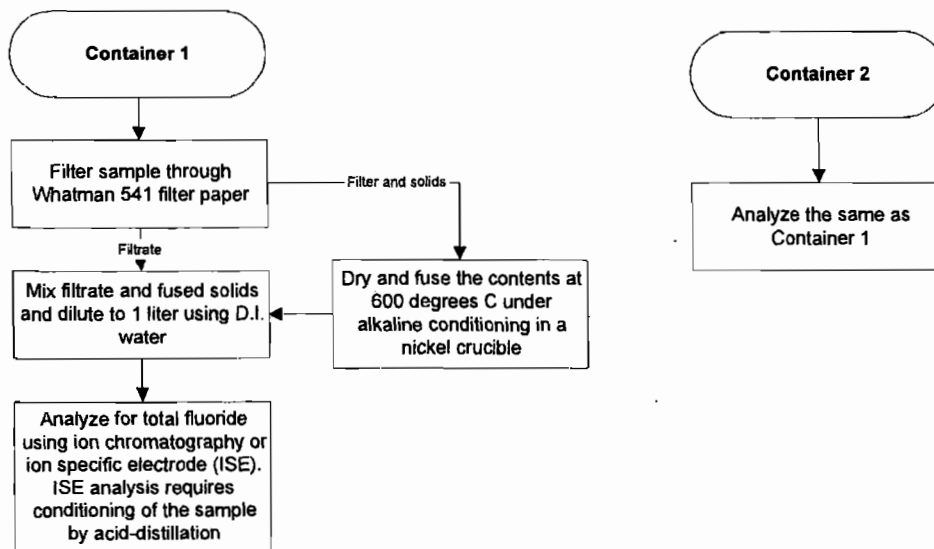 Container 1
Filter sample through
Whatman 541 filter paper
Filter and solids
Filtrate
Mix filtrate and fused solids
and dilute to 1 liter using D.I.
water
Dry and fuse the contents at
600 degrees C under
alkaline conditioning in a
nickel crucible
Analyze for total fluoride
using ion chromatography or
ion specific electrode (ISE).
ISE analysis requires
conditioning of the sample
by acid-distillation
Container 2
Analyze the same as
Container 1